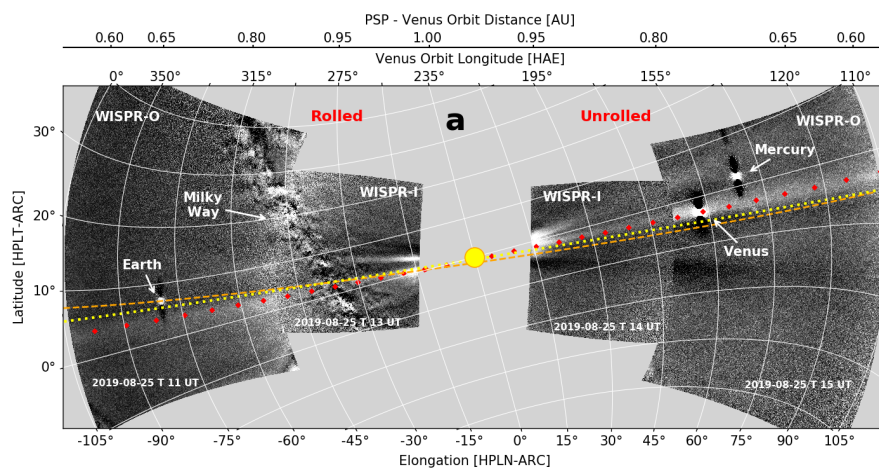 PSP - Venus Orbit Distance [AU]
0.60 0.65 0.80 0.95 1.00 0.95 0.80 0.65 0.60
Venus Orbit Longitude [HAE]
0° 350° 315° 275° 235° 195° 155° 120° 110°
WISPR-O Rolled a Unrolled WISPR-O
30° Mercury
Milky Way WISPR-I WISPR-I
20°
Earth Venus
10°
2019-08-25 T 13 UT 2019-08-25 T 14 UT
0°
2019-08-25 T 11 UT 2019-08-25 T 15 UT
Latitude [HPLT-ARC]
-105° -90° -75° -60° -45° -30° -15° 0° 15° 30° 45° 60° 75° 90° 105°
Elongation [HPLN-ARC]